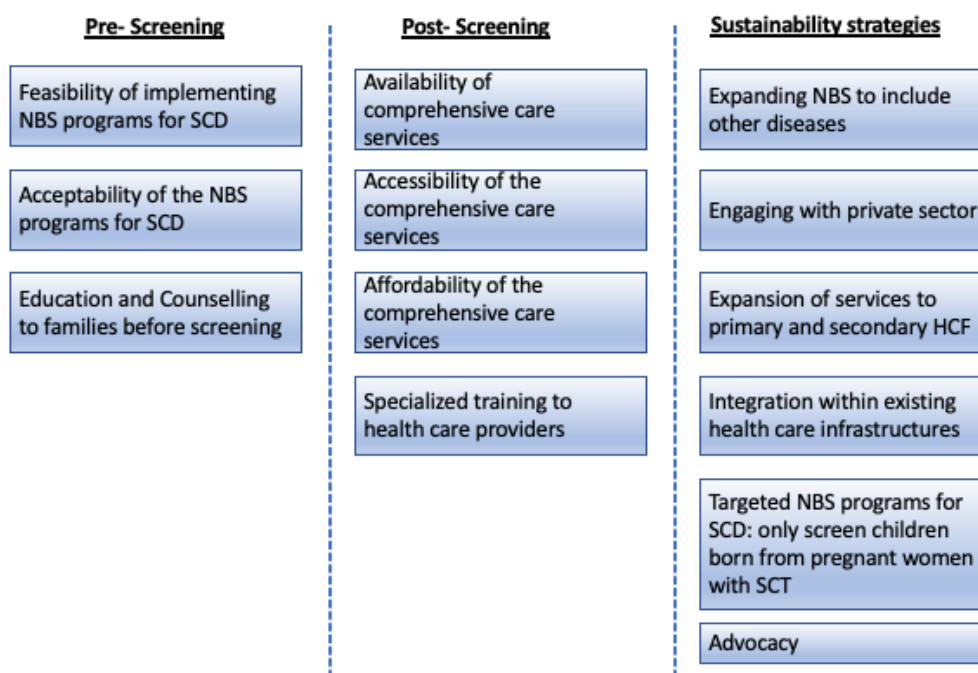 Pre- Screening
Feasibility of implementing
NBS programs for SCD
Acceptability of the NBS
programs for SCD
Education and Counselling
to families before screening
Post- Screening
Availability of
comprehensive care
services
Accessibility of the
comprehensive care
services
Affordability of the
comprehensive care
services
Specialized training to
health care providers
Sustainability strategies
Expanding NBS to include
other diseases
Engaging with private sector
Expansion of services to
primary and secondary HCF
Integration within existing
health care infrastructures
Targeted NBS programs for
SCD: only screen children
born from pregnant women
with SCT
Advocacy